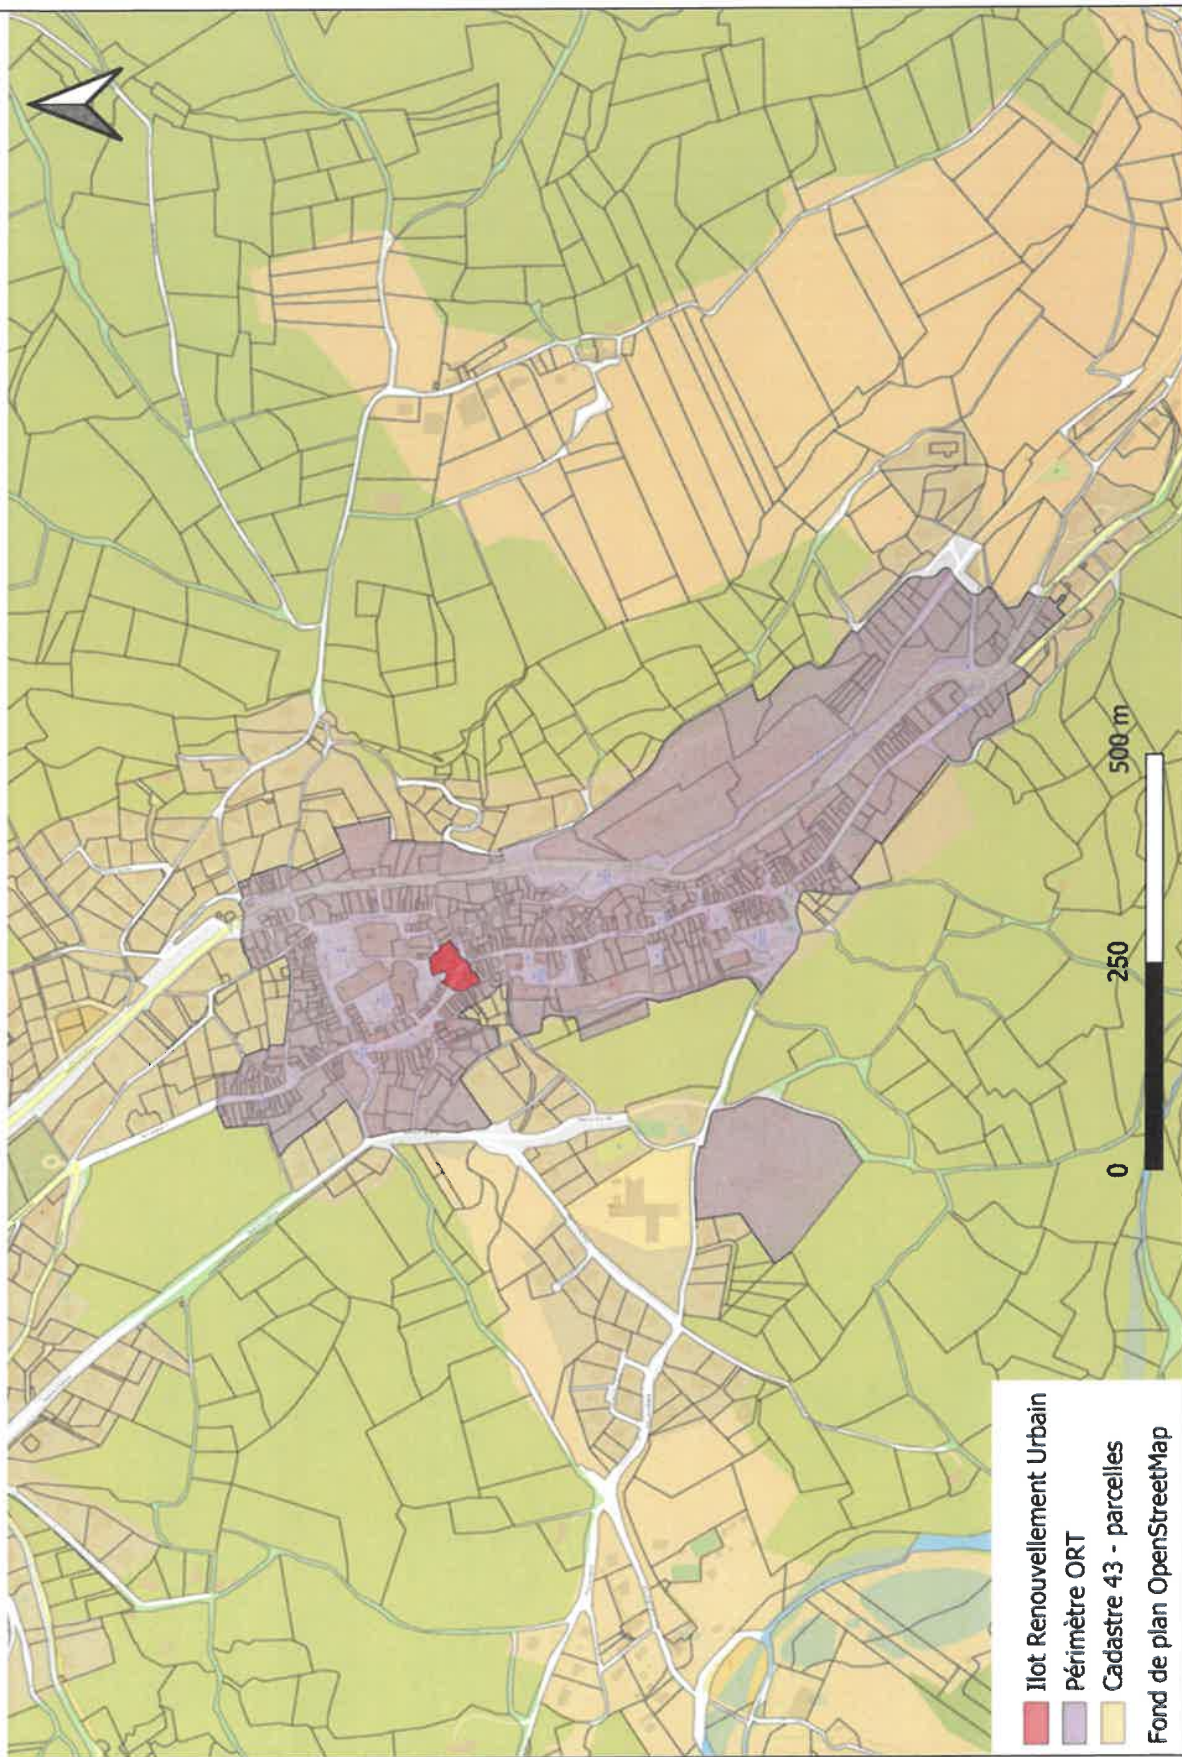 Ilot Renouvellement Urbain
Périmètre ORT
Cadastre 43 - parcelles
Fond de plan OpenStreetMap
0 250 500 m